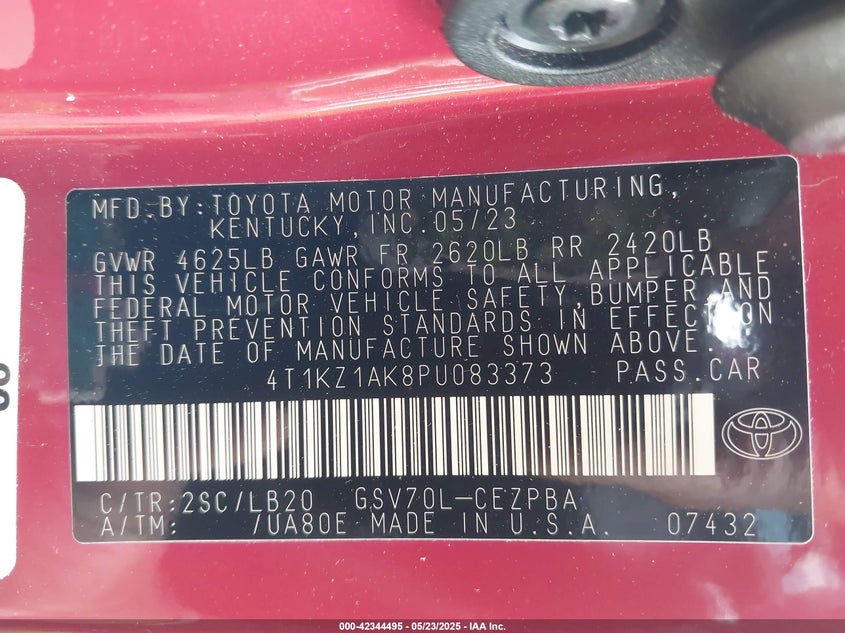 MFD.BY:TOYOTA MOTOR MANUFACTURING,
KENTUCKY,INC.05/23
GVWR 4625LB GAWR FR 2620LB RR 2420LB
THIS VEHICLE CONFORMS TO ALL APPLICABLE
FEDERAL MOTOR VEHICLE SAFETY,BUMPER,AND
THEFT PREVENTION STANDARDS IN EFFECT ON
THE DATE OF MANUFACTURE SHOWN ABOVE.
4T1KZ1AK8PU083373 PASS.CAR
C/TR:2SC/LB20 GSV70L-CEZPBA
A/TM: /UA80E MADE IN U.S.A. 07432
000-42344495 - 05/23/2025 - IAA Inc.